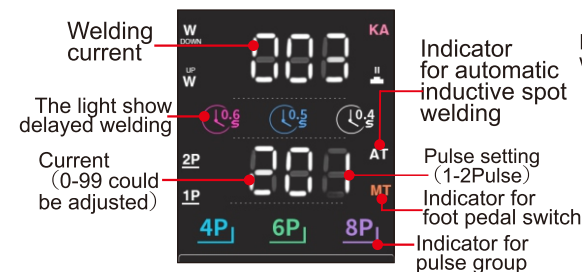 Welding
current
W
DOWN
UP
W
203
KA
Indicator
for automatic
inductive spot
welding
The light show
delayed welding
0.6
S
0.5
S
0.4
S
AT
Current
(0-99 could
be adjusted)
2P
1P
201
MT
Pulse setting
(1-2Pulse)
Indicator for
foot pedal switch
4P
6P
8P
Indicator for
pulse group